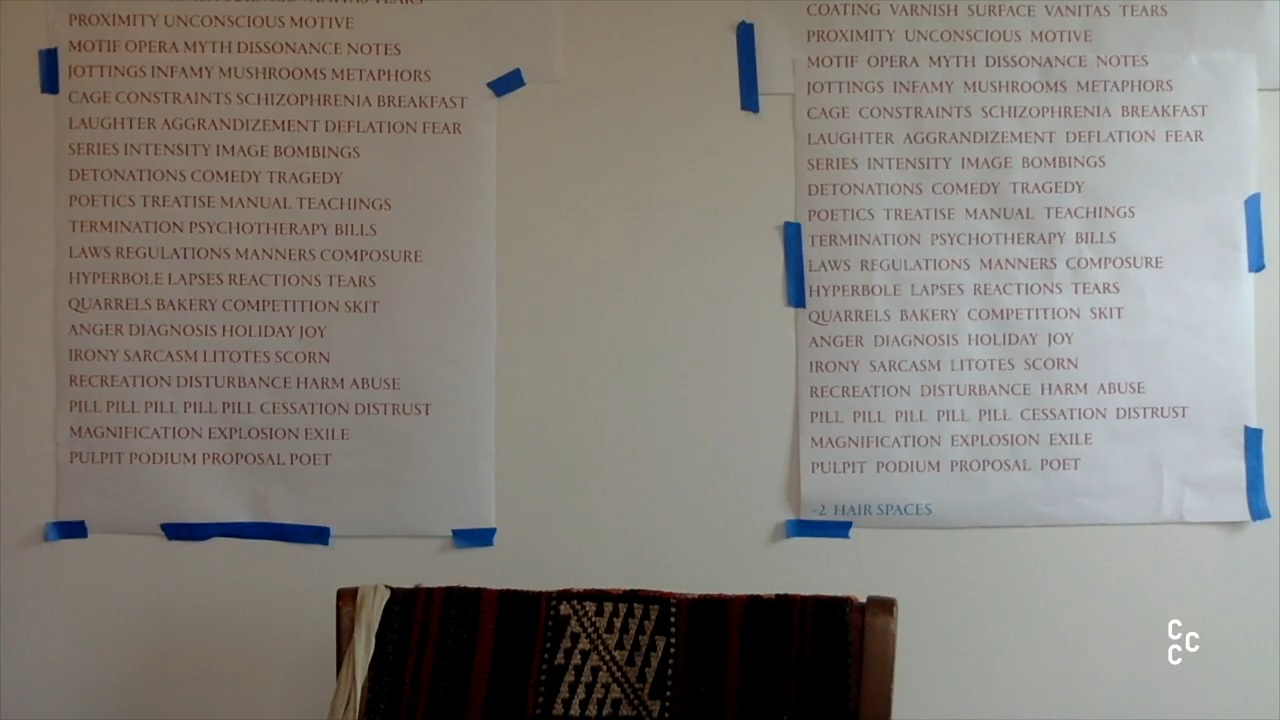 VANITAS TEARS
PROXIMITY UNCONSCIOUS MOTIVE
MOTIF OPERA MYTH DISSONANCE NOTES
JOTTINGS INFAMY MUSHROOMS METAPHORS
CAGE CONSTRAINTS SCHIZOPHRENIA BREAKFAST
LAUGHTER AGGRANDIZEMENT DEFLATION FEAR
SERIES INTENSITY IMAGE BOMBINGS
DETONATIONS COMEDY TRAGEDY
POETICS TREATISE MANUAL TEACHINGS
TERMINATION PSYCHOTHERAPY BILLS
LAWS REGULATIONS MANNERS COMPOSURE
HYPERBOLE LAPSES REACTIONS TEARS
QUARRELS BAKERY COMPETITION SKIT
ANGER DIAGNOSIS HOLIDAY JOY
IRONY SARCASM LITOTES SCORN
RECREATION DISTURBANCE HARM ABUSE
PILL PILL PILL PILL PILL CESSATION DISTRUST
MAGNIFICATION EXPLOSION EXILE
PULPIT PODIUM PROPOSAL POET
COATING VARNISH SURFACE VANITAS TEARS
PROXIMITY UNCONSCIOUS MOTIVE
MOTIF OPERA MYTH DISSONANCE NOTES
JOTTINGS INFAMY MUSHROOMS METAPHORS
CAGE CONSTRAINTS SCHIZOPHRENIA BREAKFAST
LAUGHTER AGGRANDIZEMENT DEFLATION FEAR
SERIES INTENSITY IMAGE BOMBINGS
DETONATIONS COMEDY TRAGEDY
POETICS TREATISE MANUAL TEACHINGS
TERMINATION PSYCHOTHERAPY BILLS
LAWS REGULATIONS MANNERS COMPOSURE
HYPERBOLE LAPSES REACTIONS TEARS
QUARRELS BAKERY COMPETITION SKIT
ANGER DIAGNOSIS HOLIDAY JOY
IRONY SARCASM LITOTES SCORN
RECREATION DISTURBANCE HARM ABUSE
PILL PILL PILL PILL PILL CESSATION DISTRUST
MAGNIFICATION EXPLOSION EXILE
PULPIT PODIUM PROPOSAL POET
-2 HAIR SPACES
CCC